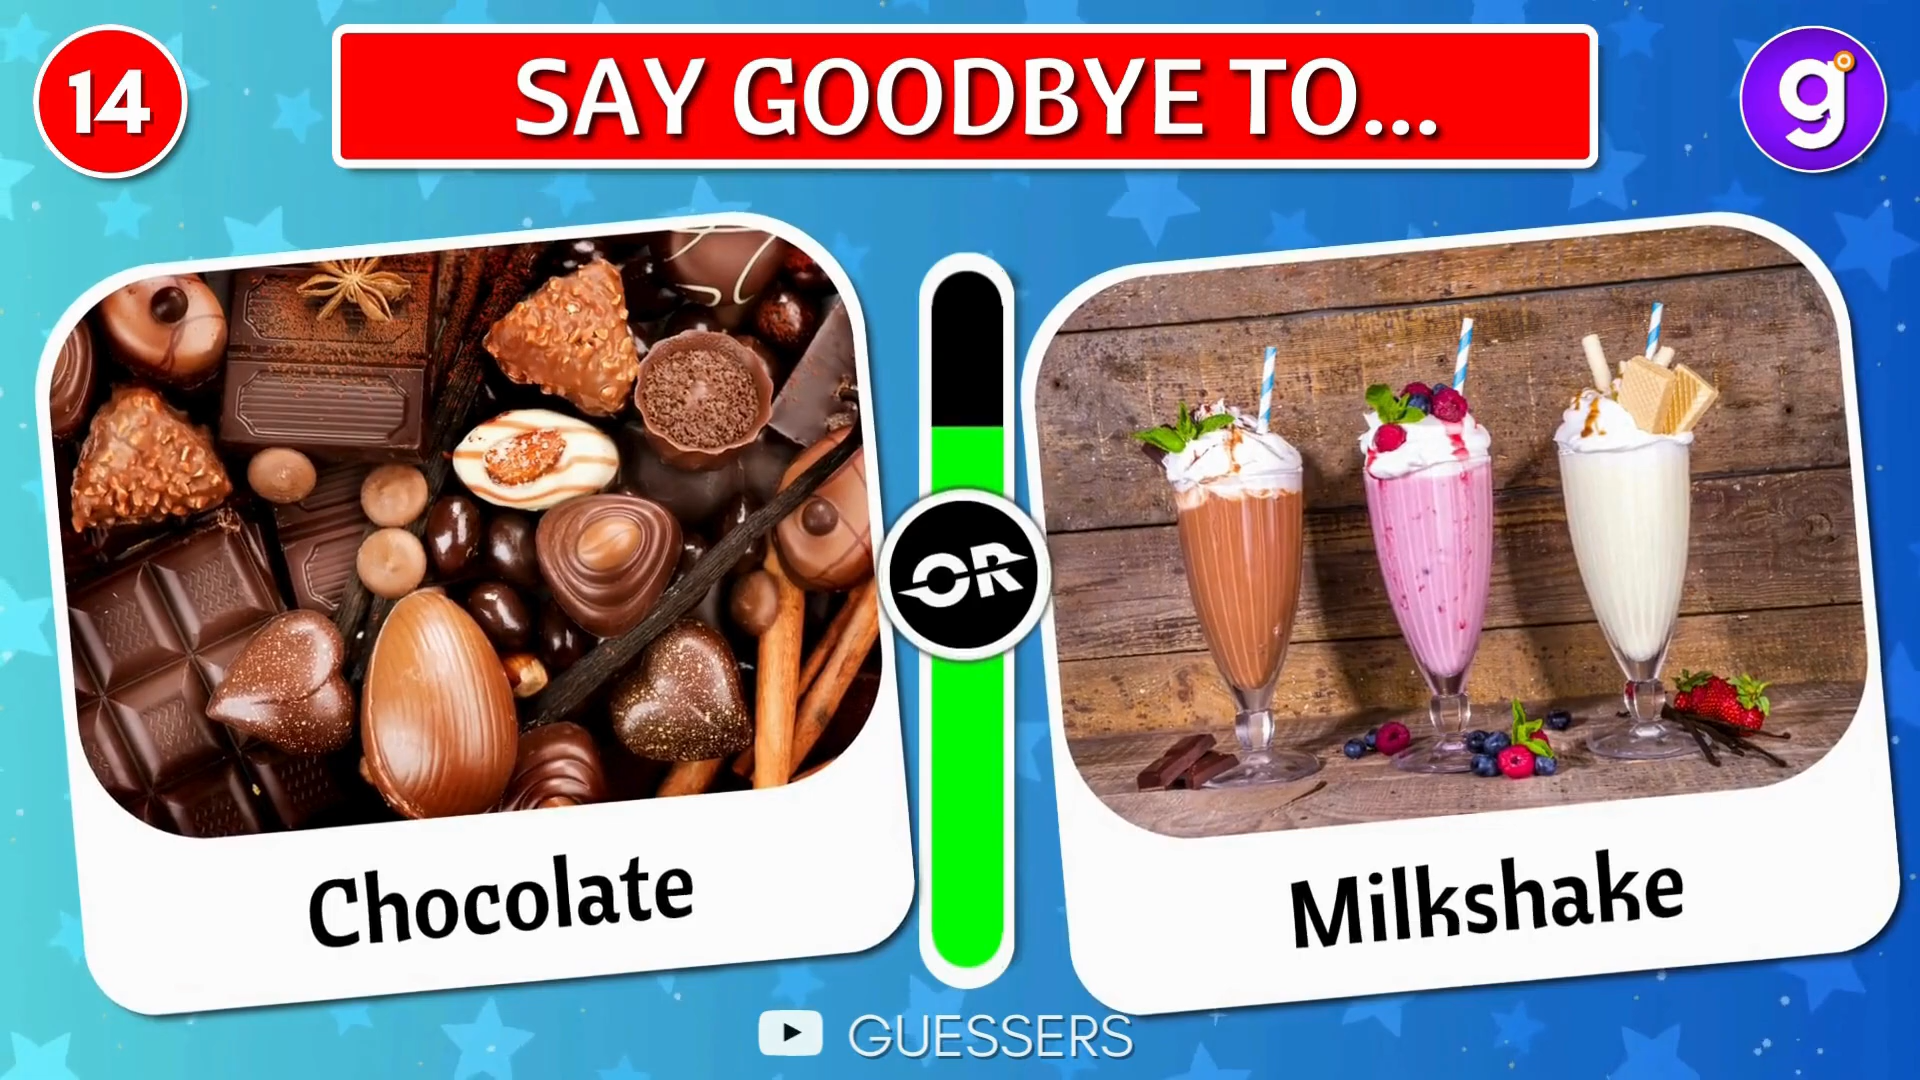 14
SAY GOODBYE TO...
g
OR
Chocolate
Milkshake
GUESSERS